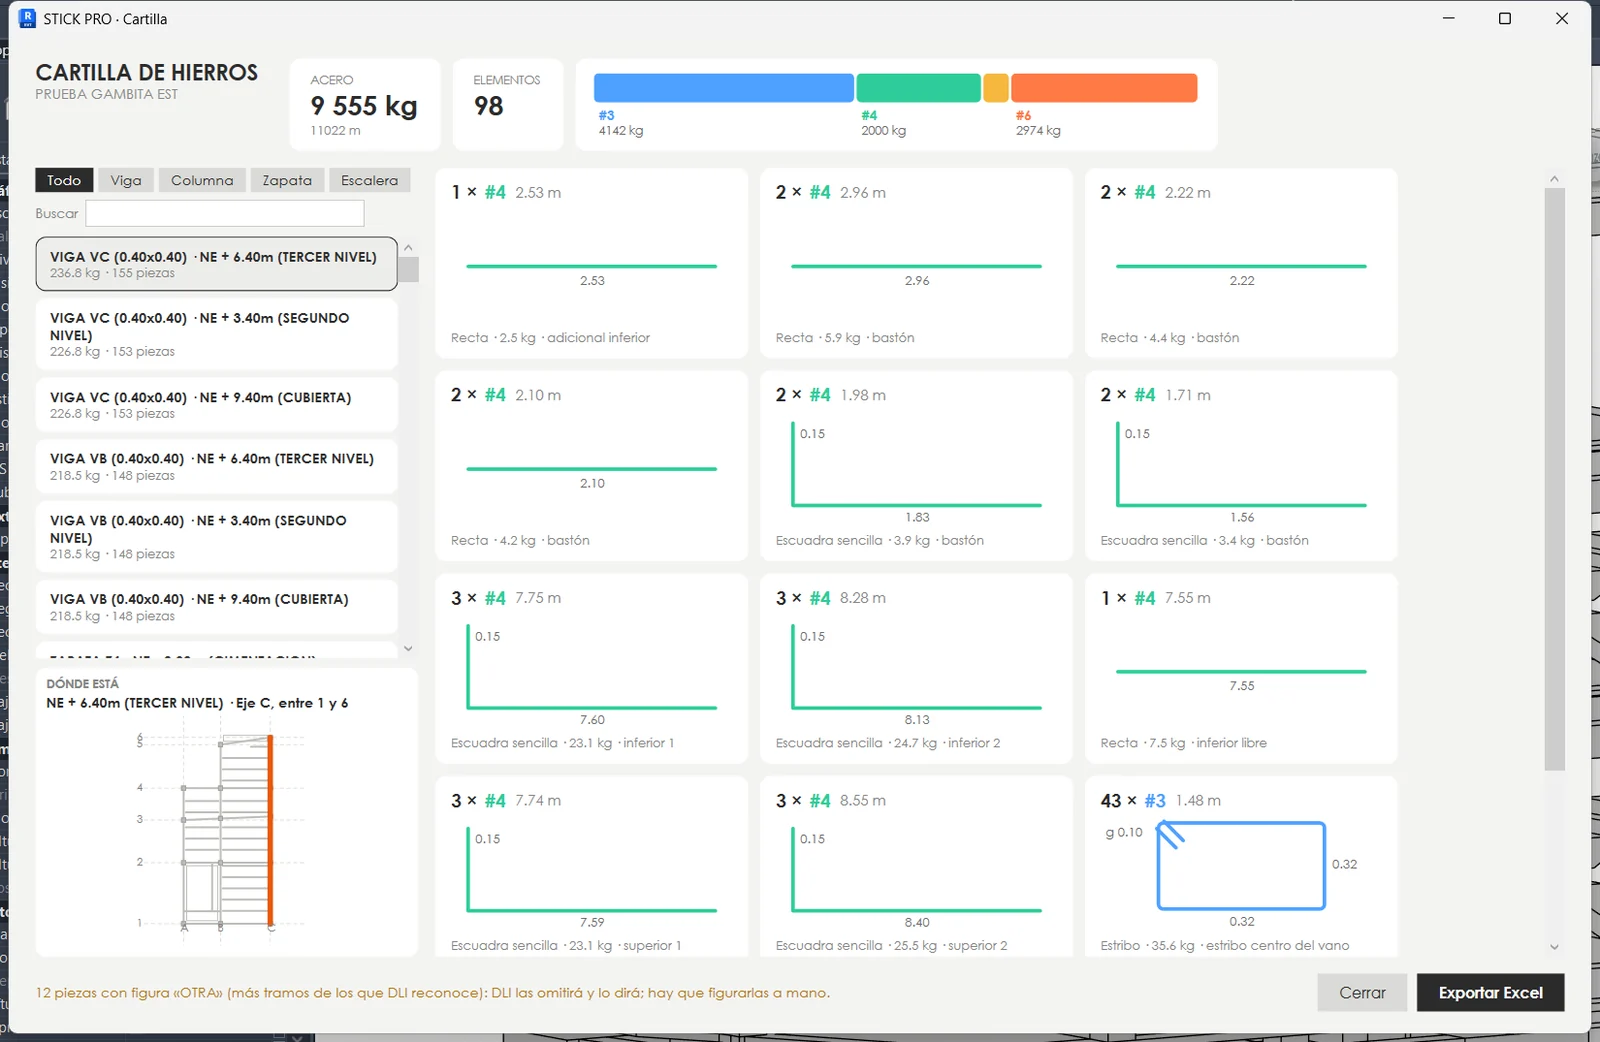 STICK PRO · Cartilla
CARTILLA DE HIERROS
PRUEBA GAMBITA EST
ACERO
9 555 kg
11022 m
ELEMENTOS
98
#3
4142 kg
#4
2000 kg
#6
2974 kg
Todo
Viga
Columna
Zapata
Escalera
Buscar
VIGA VC (0.40x0.40) · NE + 6.40m (TERCER NIVEL)
236.8 kg · 155 piezas
VIGA VC (0.40x0.40) · NE + 3.40m (SEGUNDO
NIVEL)
226.8 kg · 153 piezas
VIGA VC (0.40x0.40) · NE + 9.40m (CUBIERTA)
226.8 kg · 153 piezas
VIGA VB (0.40x0.40) · NE + 6.40m (TERCER NIVEL)
218.5 kg · 148 piezas
VIGA VB (0.40x0.40) · NE + 3.40m (SEGUNDO
NIVEL)
218.5 kg · 148 piezas
VIGA VB (0.40x0.40) · NE + 9.40m (CUBIERTA)
218.5 kg · 148 piezas
DÓNDE ESTÁ
NE + 6.40m (TERCER NIVEL) · Eje C, entre 1 y 6
6
5
4
3
2
1
A
B
C
1 × #4 2.53 m
2.53
Recta · 2.5 kg · adicional inferior
2 × #4 2.96 m
2.96
Recta · 5.9 kg · bastón
2 × #4 2.22 m
2.22
Recta · 4.4 kg · bastón
2 × #4 2.10 m
2.10
Recta · 4.2 kg · bastón
2 × #4 1.98 m
0.15
1.83
Escuadra sencilla · 3.9 kg · bastón
2 × #4 1.71 m
0.15
1.56
Escuadra sencilla · 3.4 kg · bastón
3 × #4 7.75 m
0.15
7.60
Escuadra sencilla · 23.1 kg · inferior 1
3 × #4 8.28 m
0.15
8.13
Escuadra sencilla · 24.7 kg · inferior 2
1 × #4 7.55 m
7.55
Recta · 7.5 kg · inferior libre
3 × #4 7.74 m
0.15
7.59
Escuadra sencilla · 23.1 kg · superior 1
3 × #4 8.55 m
0.15
8.40
Escuadra sencilla · 25.5 kg · superior 2
43 × #3 1.48 m
g 0.10
0.32
0.32
Estribo · 35.6 kg · estribo centro del vano
12 piezas con figura «OTRA» (más tramos de los que DLI reconoce): DLI las omitirá y lo dirá; hay que figurarlas a mano.
Cerrar
Exportar Excel